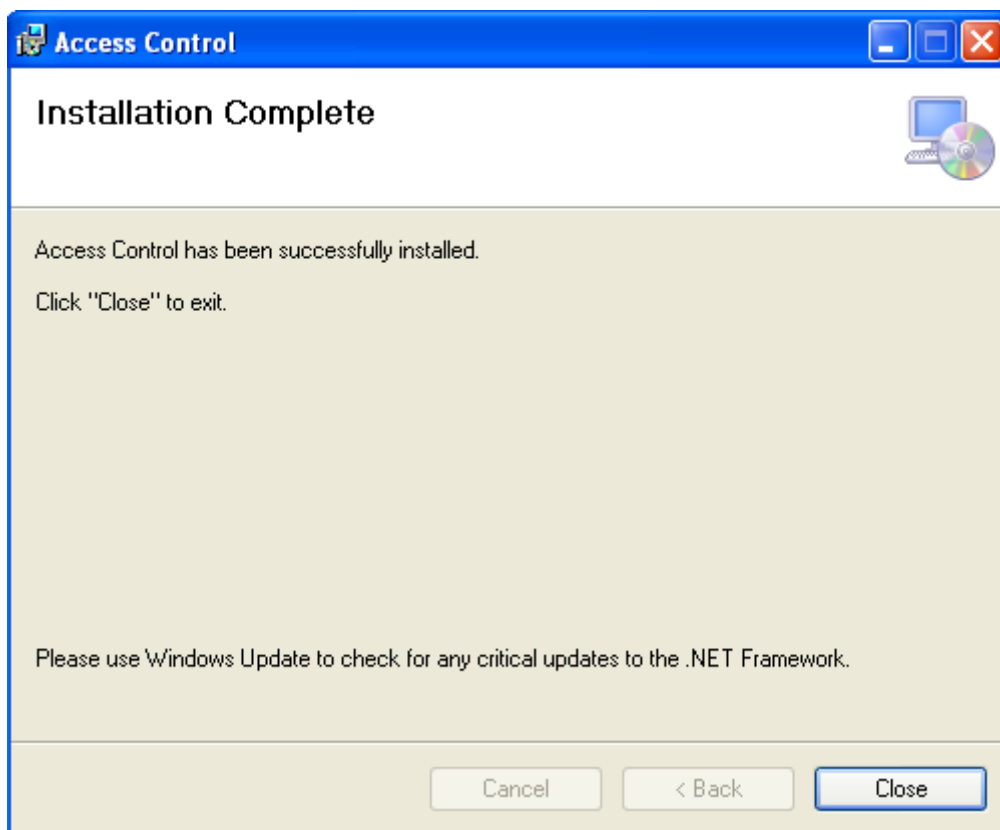 Access Control
Installation Complete
Access Control has been successfully installed.
Click "Close" to exit.
Please use Windows Update to check for any critical updates to the .NET Framework.
Cancel
< Back
Close